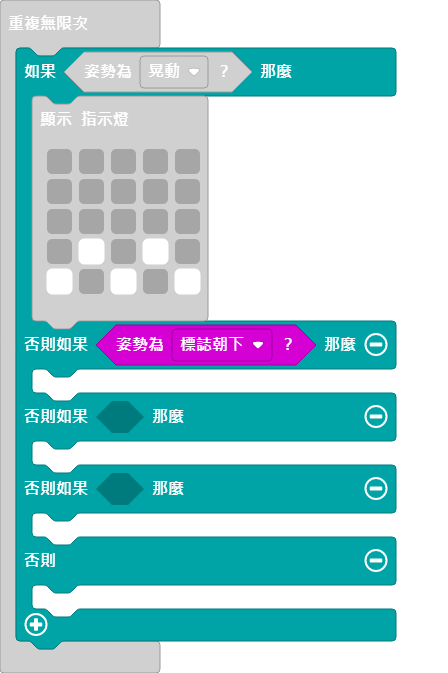 重複無限次
如果 姿勢為 晃動 ? 那麼
顯示 指示燈
否則如果 姿勢為 標誌朝下 ? 那麼
否則如果 那麼
否則如果 那麼
否則